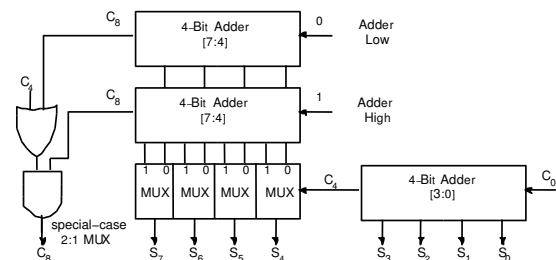 C8
4-Bit Adder
[7:4]
0
Adder
Low
C4
C8
4-Bit Adder
[7:4]
1
Adder
High
1 0 1 0 1 0 1 0
MUX MUX MUX MUX
C4
4-Bit Adder
[3:0]
C0
special-case
2:1 MUX
C8
S7 S6 S5 S4
S3 S2 S1 S0